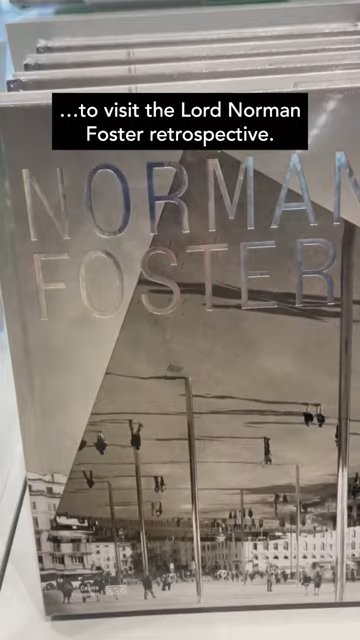 …to visit the Lord Norman
Foster retrospective.
NORMAN
FOSTER